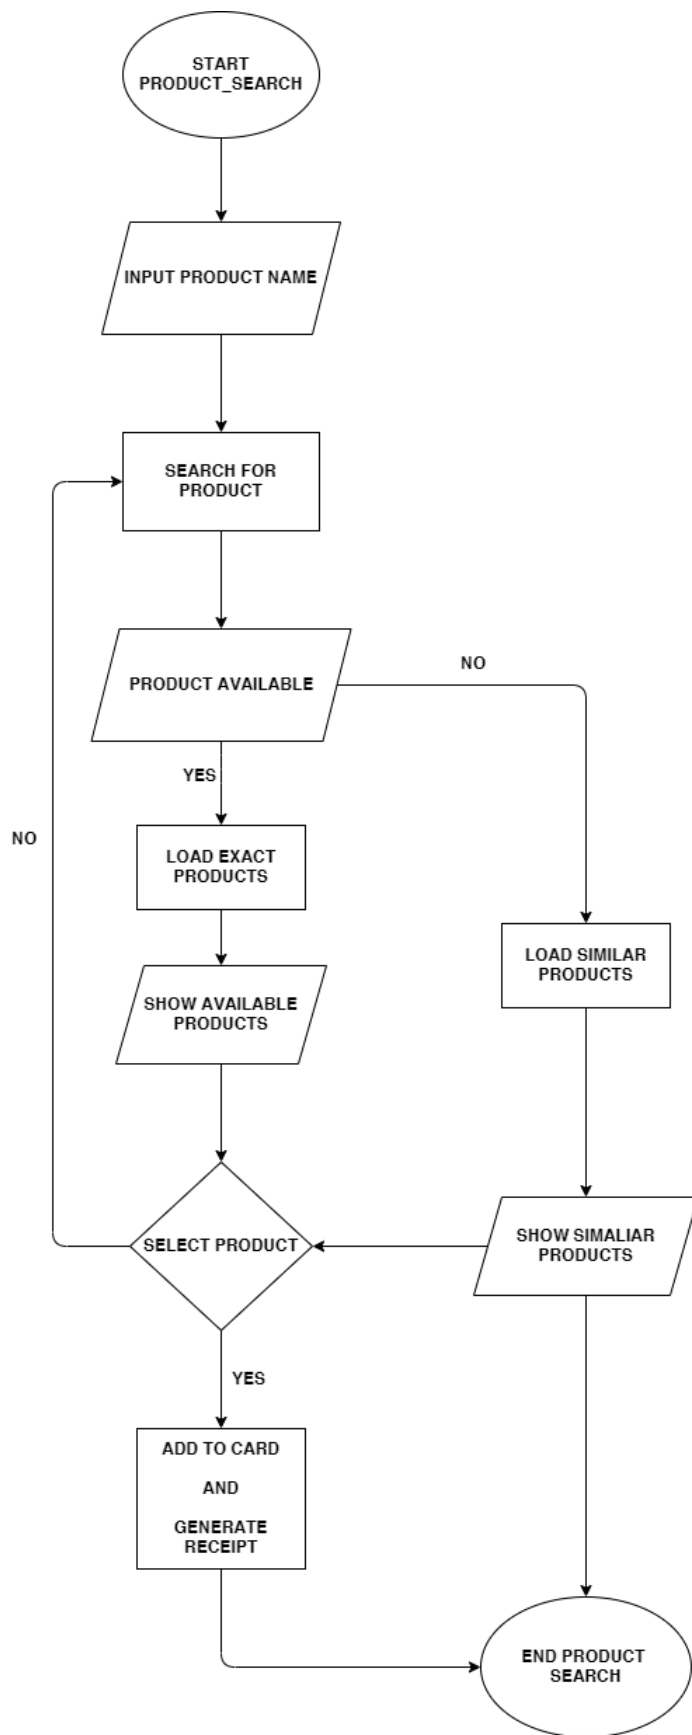 START
PRODUCT_SEARCH
INPUT PRODUCT NAME
SEARCH FOR
PRODUCT
PRODUCT AVAILABLE
NO
YES
NO
LOAD EXACT
PRODUCTS
LOAD SIMILAR
PRODUCTS
SHOW AVAILABLE
PRODUCTS
SELECT PRODUCT
SHOW SIMALIAR
PRODUCTS
YES
ADD TO CARD
AND
GENERATE
RECEIPT
END PRODUCT
SEARCH